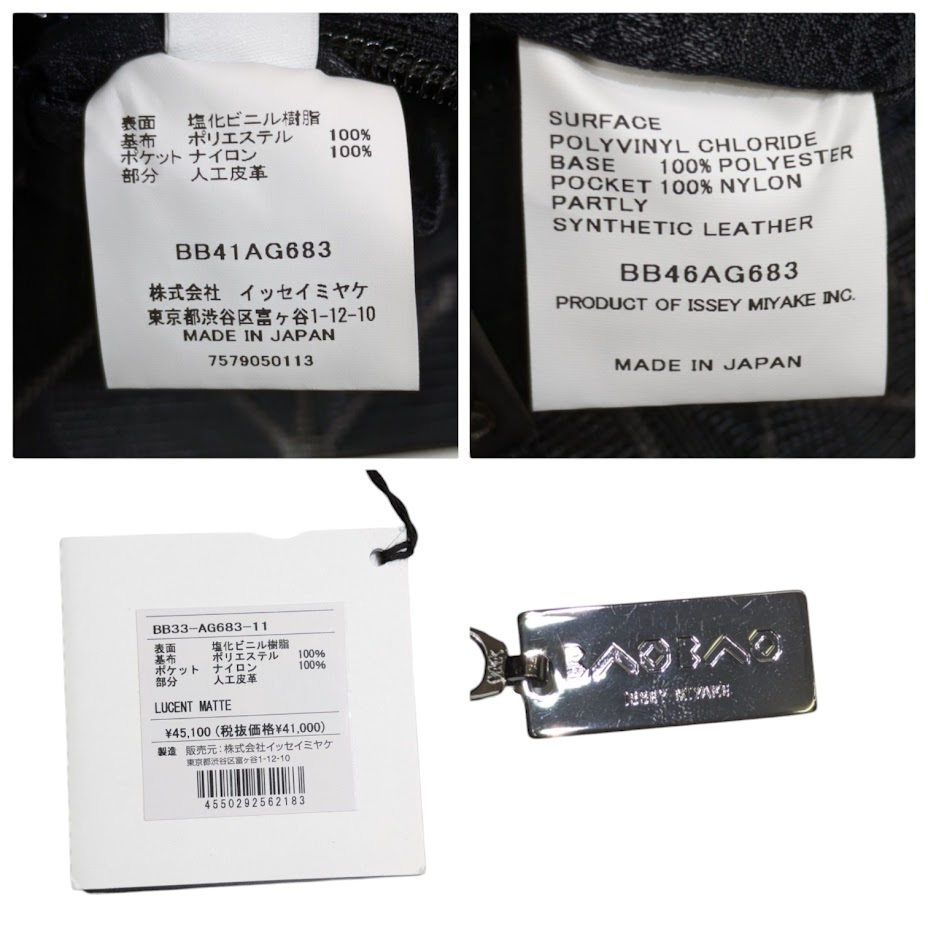 表面 塩化ビニル樹脂
基布 ポリエステル 100%
ポケット ナイロン 100%
部分 人工皮革
BB41AG683
株式会社 イッセイミヤケ
東京都渋谷区富ヶ谷1-12-10
MADE IN JAPAN
7579050113
SURFACE
POLYVINYL CHLORIDE
BASE 100% POLYESTER
POCKET 100% NYLON
PARTLY
SYNTHETIC LEATHER
BB46AG683
PRODUCT OF ISSEY MIYAKE INC.
MADE IN JAPAN
BB33-AG683-11
表面 塩化ビニル樹脂
基布 ポリエステル 100%
ポケット ナイロン 100%
部分 人工皮革
LUCENT MATTE
¥45,100(税抜価格¥41,000)
製造 販売元:株式会社イッセイミヤケ
東京都渋谷区富ヶ谷1-12-10
4550292562183
BAOBAO
ISSEY MIYAKE